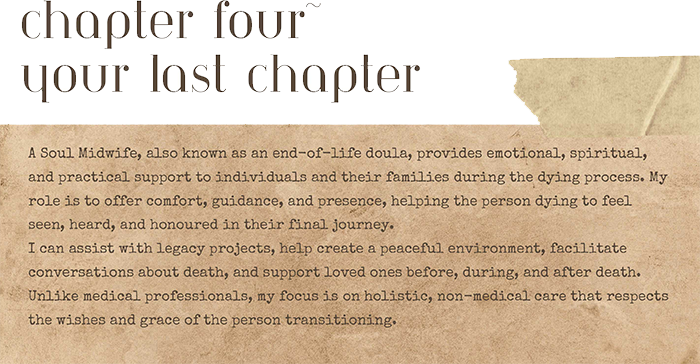 chapter four~
your last chapter
A Soul Midwife, also known as an end-of-life doula, provides emotional, spiritual,
and practical support to individuals and their families during the dying process. My
role is to offer comfort, guidance, and presence, helping the person dying to feel
seen, heard, and honoured in their final journey.
I can assist with legacy projects, help create a peaceful environment, facilitate
conversations about death, and support loved ones before, during, and after death.
Unlike medical professionals, my focus is on holistic, non-medical care that respects
the wishes and grace of the person transitioning.